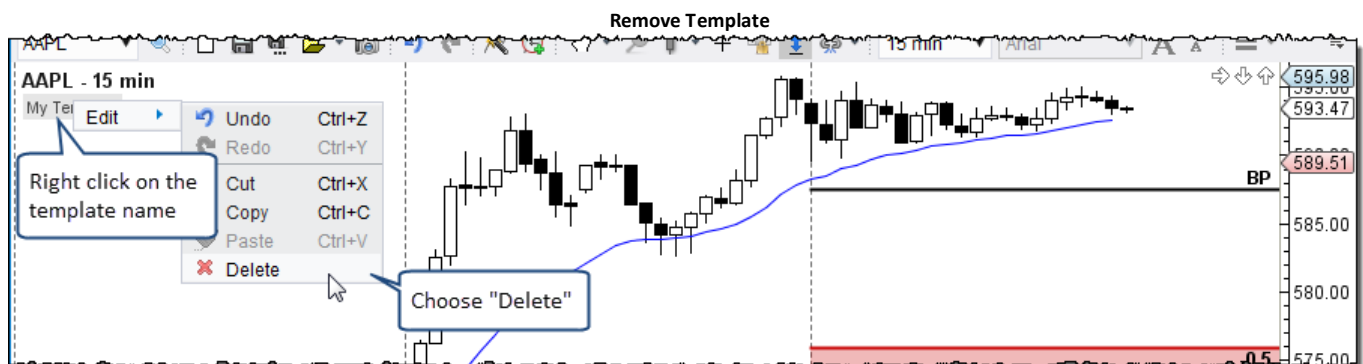 Remove Template
AAPL
15 min
Arial
A A
AAPL - 15 min
My Te
Edit
Undo Ctrl+Z
Redo Ctrl+Y
Cut Ctrl+X
Copy Ctrl+C
Paste Ctrl+V
Delete
Right click on the
template name
Choose "Delete"
595.98
593.47
589.51
BP
585.00
580.00
0.5
575.00